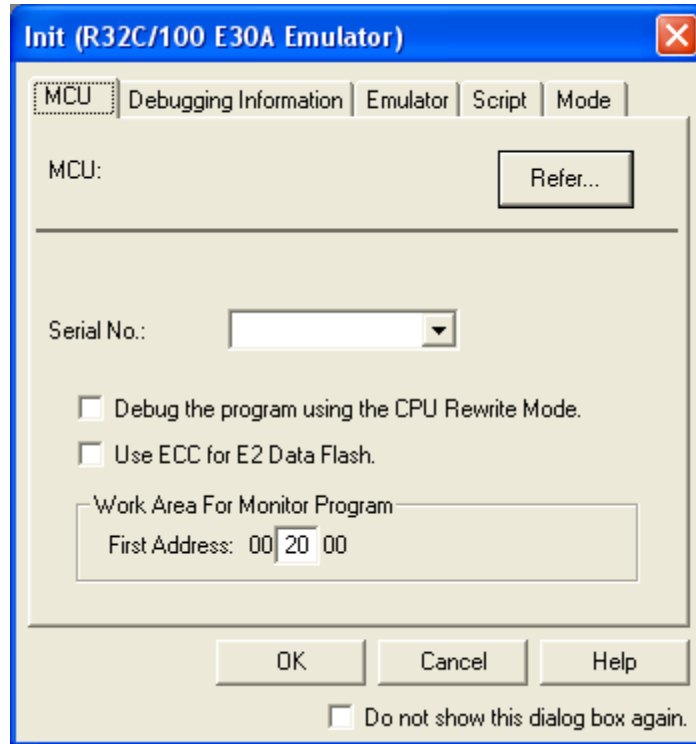 Init (R32C/100 E30A Emulator)
MCU Debugging Information Emulator Script Mode
MCU: Refer...
Serial No.:
Debug the program using the CPU Rewrite Mode.
Use ECC for E2 Data Flash.
Work Area For Monitor Program
First Address: 00 20 00
OK Cancel Help
Do not show this dialog box again.